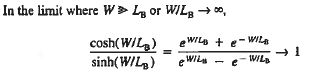 In the limit where W ≫ L_B or W/L_B → ∞,
cosh(W/L_B) / sinh(W/L_B) = (e^{W/L_B} + e^{-W/L_B}) / (e^{W/L_B} - e^{-W/L_B}) → 1